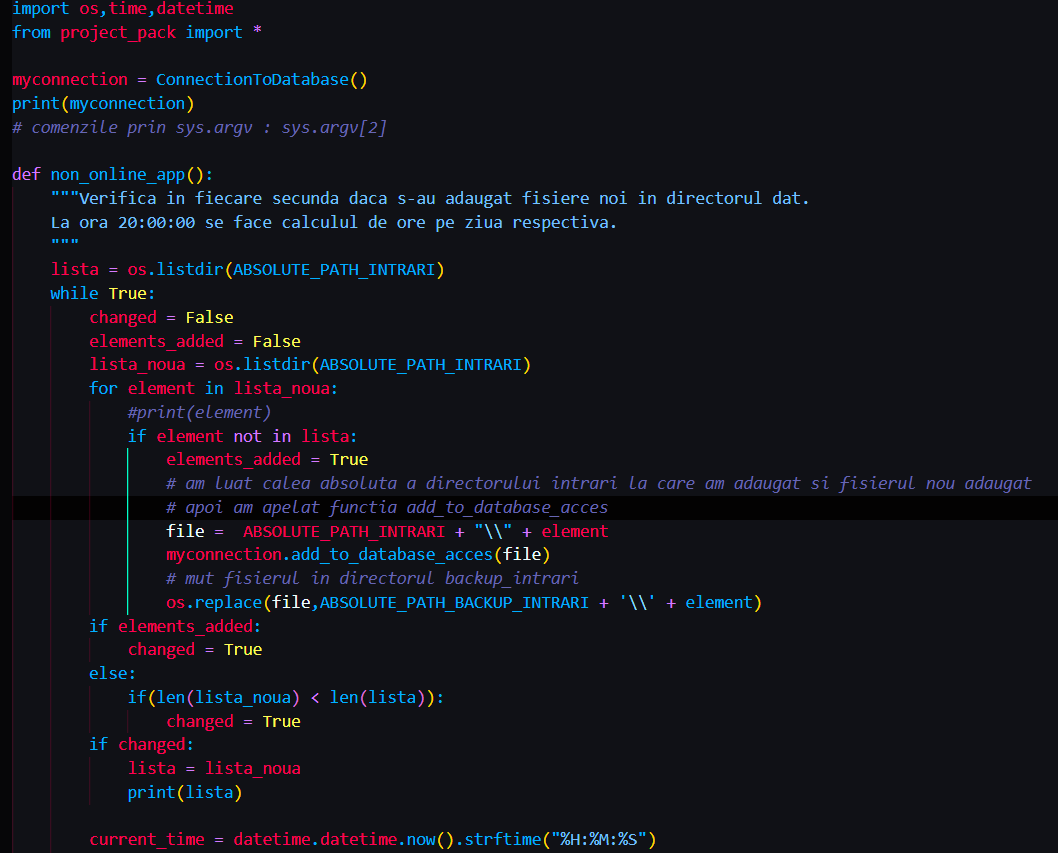 import os,time,datetime
from project_pack import *
myconnection = ConnectionToDatabase()
print(myconnection)
# comenzile prin sys.argv : sys.argv[2]
def non_online_app():
    """Verifica in fiecare secunda daca s-au adaugat fisiere noi in directorul dat.
    La ora 20:00:00 se face calculul de ore pe ziua respectiva.
    """
    lista = os.listdir(ABSOLUTE_PATH_INTRARI)
    while True:
        changed = False
        elements_added = False
        lista_noua = os.listdir(ABSOLUTE_PATH_INTRARI)
        for element in lista_noua:
            #print(element)
            if element not in lista:
                elements_added = True
                # am luat calea absoluta a directorului intrari la care am adaugat si fisierul nou adaugat
                # apoi am apelat functia add_to_database_acces
                file =  ABSOLUTE_PATH_INTRARI + "\\" + element
                myconnection.add_to_database_acces(file)
                # mut fisierul in directorul backup_intrari
                os.replace(file,ABSOLUTE_PATH_BACKUP_INTRARI + '\\' + element)
        if elements_added:
            changed = True
        else:
            if(len(lista_noua) < len(lista)):
                changed = True
        if changed:
            lista = lista_noua
            print(lista)
        current_time = datetime.datetime.now().strftime("%H:%M:%S")